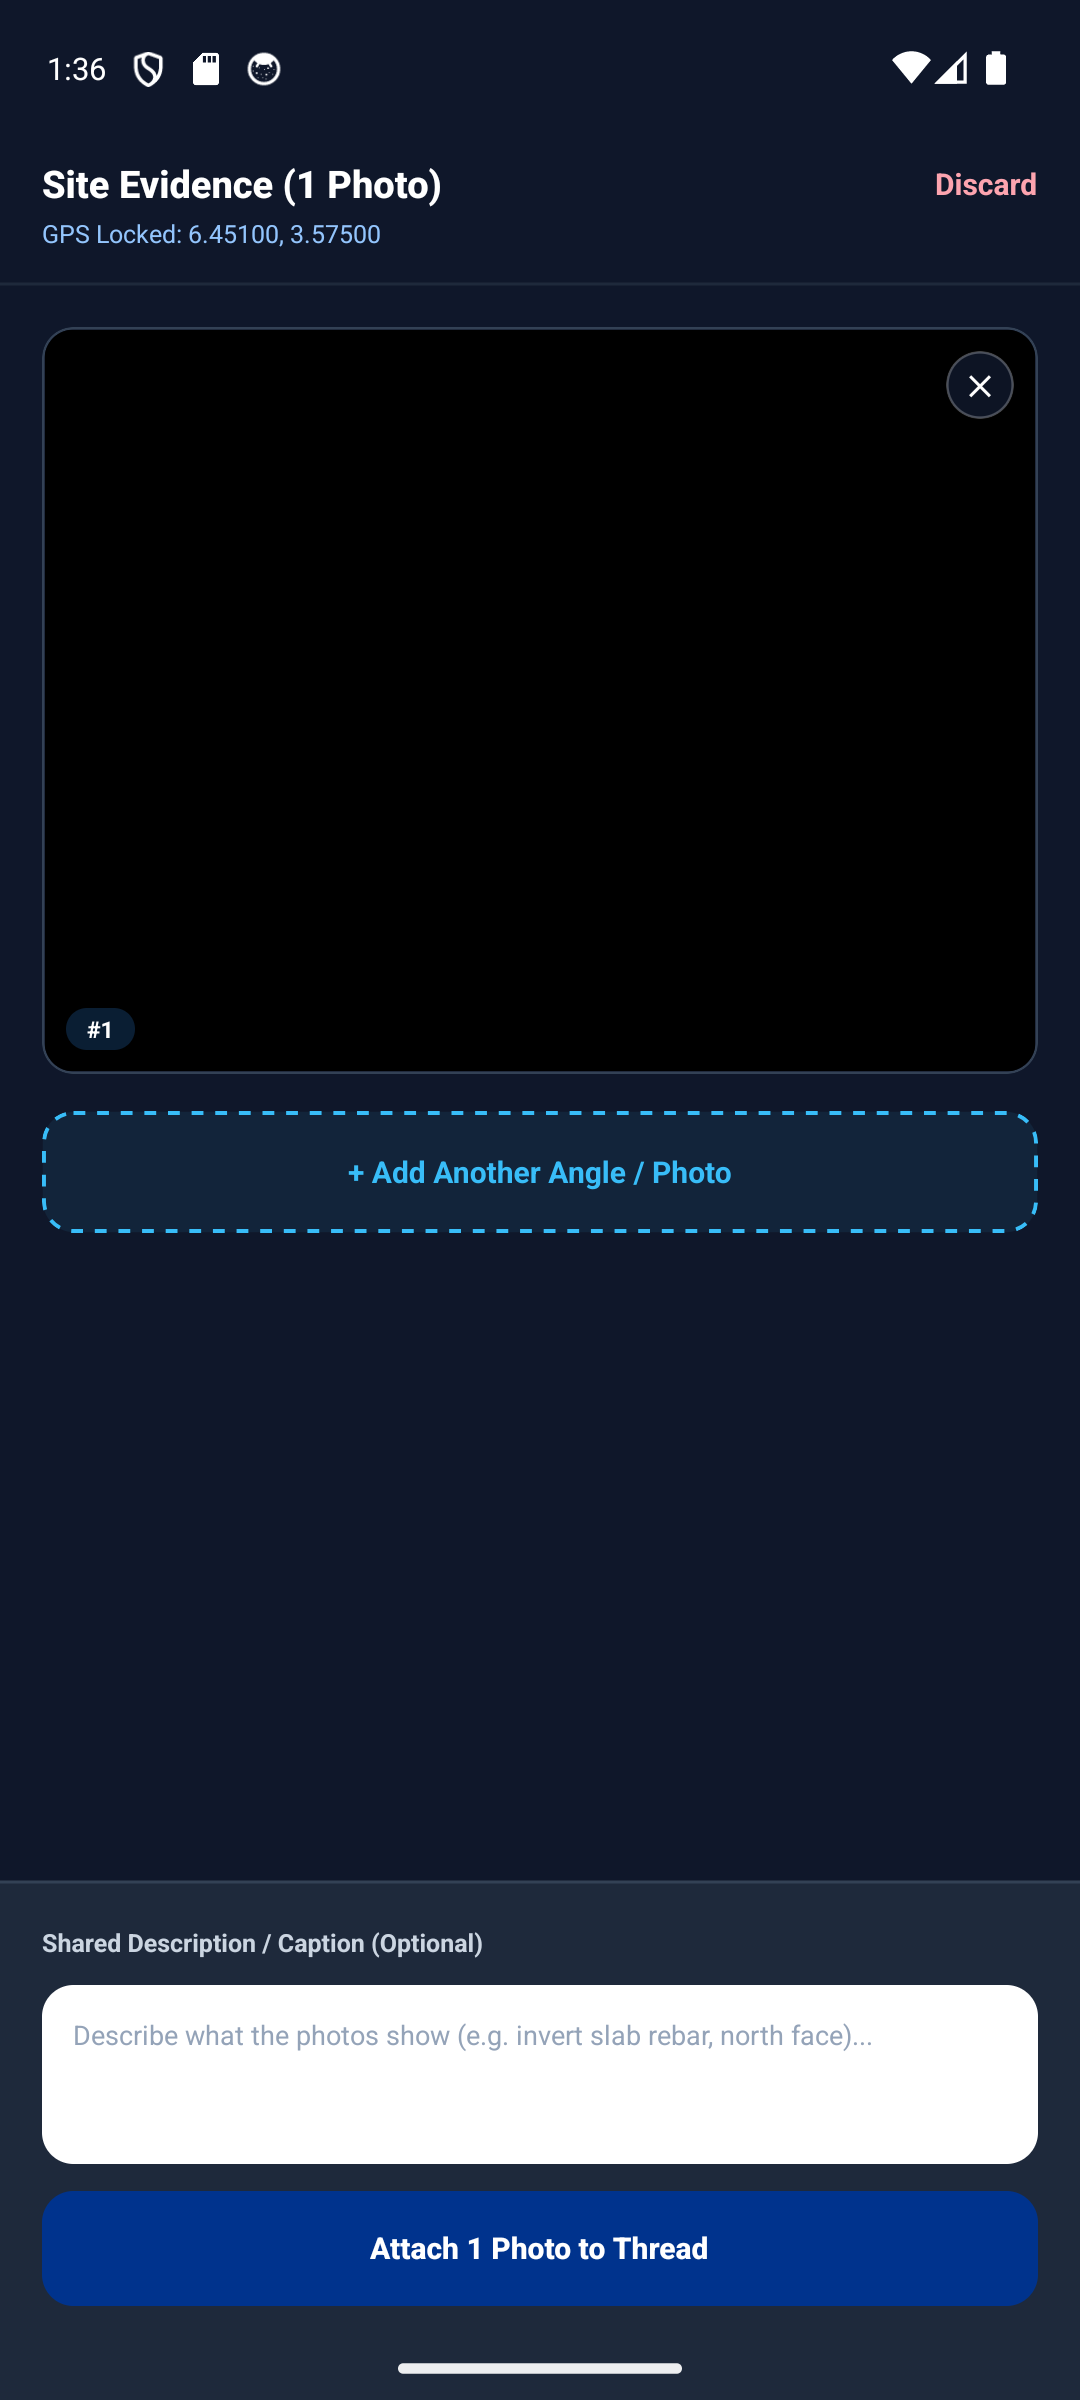 1:36
Site Evidence (1 Photo)
Discard
GPS Locked: 6.45100, 3.57500
#1
+ Add Another Angle / Photo
Shared Description / Caption (Optional)
Describe what the photos show (e.g. invert slab rebar, north face)...
Attach 1 Photo to Thread